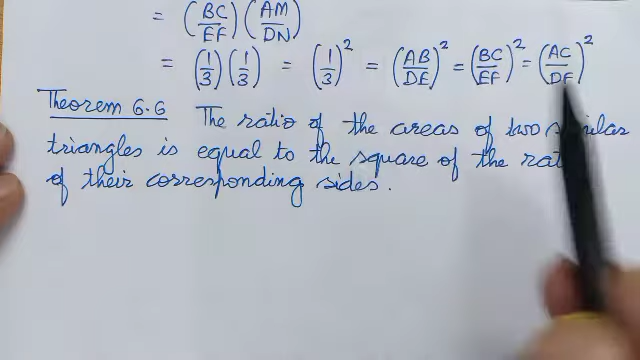 = (BC/EF)(AM/DN)
= (1/3)(1/3) = (1/3)² = (AB/DE)² = (BC/EF)² = (AC/DF)²
Theorem 6.6 The ratio of the areas of two similar
triangles is equal to the square of the
of their corresponding sides.